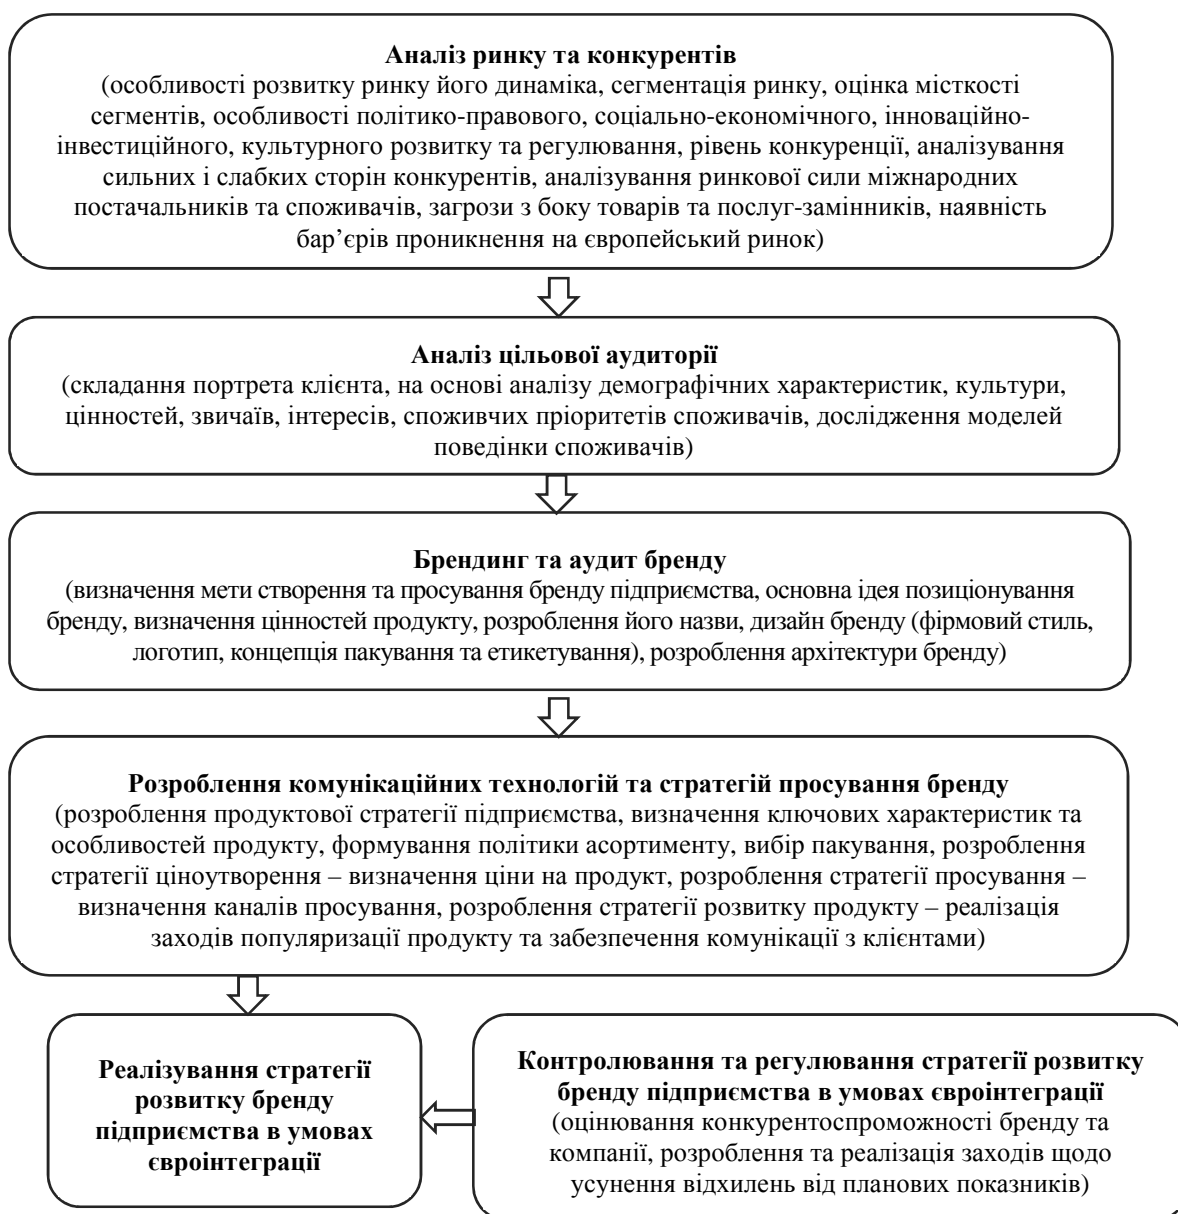 Аналіз ринку та конкурентів
(особливості розвитку ринку його динаміка, сегментація ринку, оцінка місткості
сегментів, особливості політико-правового, соціально-економічного, інноваційно-
інвестиційного, культурного розвитку та регулювання, рівень конкуренції, аналізування
сильних і слабких сторін конкурентів, аналізування ринкової сили міжнародних
постачальників та споживачів, загрози з боку товарів та послуг-замінників, наявність
бар’єрів проникнення на європейський ринок)
Аналіз цільової аудиторії
(складання портрета клієнта, на основі аналізу демографічних характеристик, культури,
цінностей, звичаїв, інтересів, споживчих пріоритетів споживачів, дослідження моделей
поведінки споживачів)
Брендинг та аудит бренду
(визначення мети створення та просування бренду підприємства, основна ідея позиціонування
бренду, визначення цінностей продукту, розроблення його назви, дизайн бренду (фірмовий стиль,
логотип, концепція пакування та етикетування), розроблення архітектури бренду)
Розроблення комунікаційних технологій та стратегій просування бренду
(розроблення продуктової стратегії підприємства, визначення ключових характеристик та
особливостей продукту, формування політики асортименту, вибір пакування, розроблення
стратегії ціноутворення – визначення ціни на продукт, розроблення стратегії просування –
визначення каналів просування, розроблення стратегії розвитку продукту – реалізація
заходів популяризації продукту та забезпечення комунікації з клієнтами)
Реалізування стратегії
розвитку бренду
підприємства в умовах
євроінтеграції
Контролювання та регулювання стратегії розвитку
бренду підприємства в умовах євроінтеграції
(оцінювання конкурентоспроможності бренду та
компанії, розроблення та реалізація заходів щодо
усунення відхилень від планових показників)